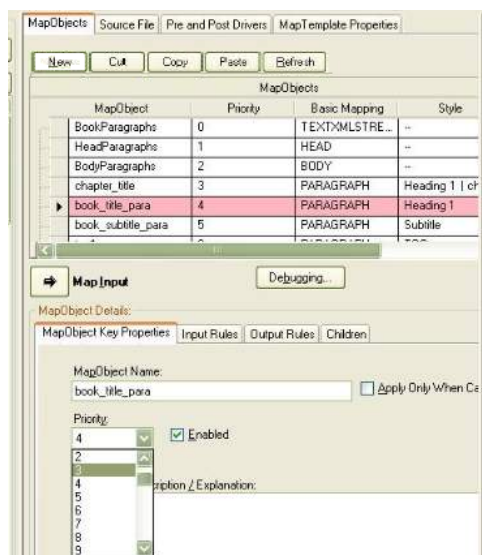 MapObjects Source File Pre and Post Drivers MapTemplate Properties
New Cut Copy Paste Refresh
MapObjects
MapObject Priority Basic Mapping Style
BookParagraphs 0 TEXTXMLSTRE... --
HeadParagraphs 1 HEAD --
BodyParagraphs 2 BODY --
chapter_title 3 PARAGRAPH Heading 1 | ch
book_title_para 4 PARAGRAPH Heading 1
book_subtitle_para 5 PARAGRAPH Subtitle
Map Input Debugging...
MapObject Details:
MapObject Key Properties Input Rules Output Rules Children
MapObject Name:
book_title_para Apply Only When Ca
Priority:
4 Enabled
2
3
4 cription / Explanation:
5
6
7
8
9